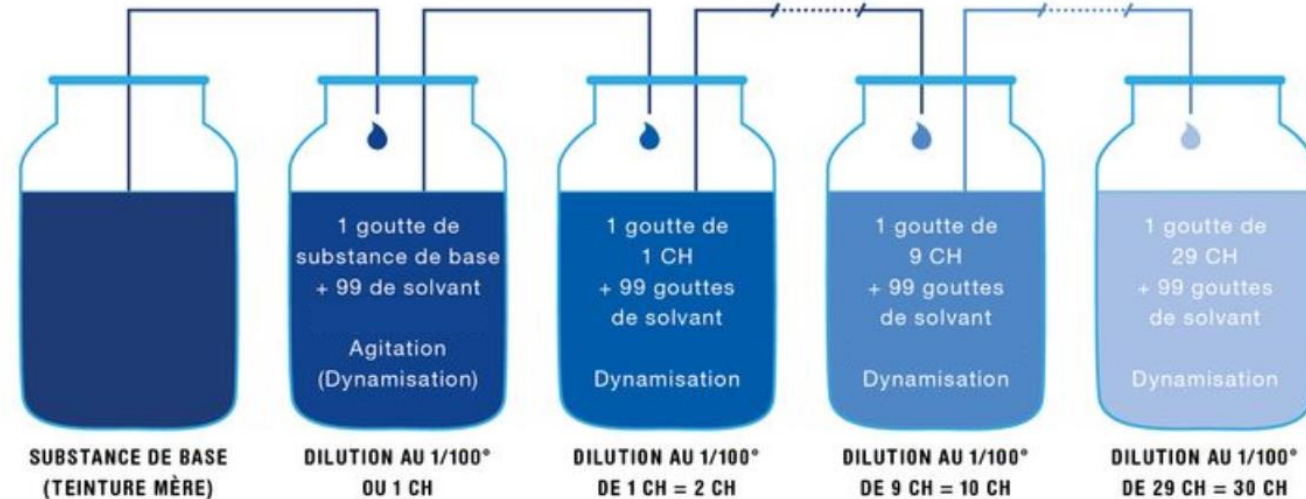 1 goutte de
substance de base
+ 99 de solvant
Agitation
(Dynamisation)
1 goutte de
1 CH
+ 99 gouttes
de solvant
Dynamisation
1 goutte de
9 CH
+ 99 gouttes
de solvant
Dynamisation
1 goutte de
29 CH
+ 99 gouttes
de solvant
Dynamisation
SUBSTANCE DE BASE
(TEINTURE MÈRE)
DILUTION AU 1/100°
OU 1 CH
DILUTION AU 1/100°
DE 1 CH = 2 CH
DILUTION AU 1/100°
DE 9 CH = 10 CH
DILUTION AU 1/100°
DE 29 CH = 30 CH